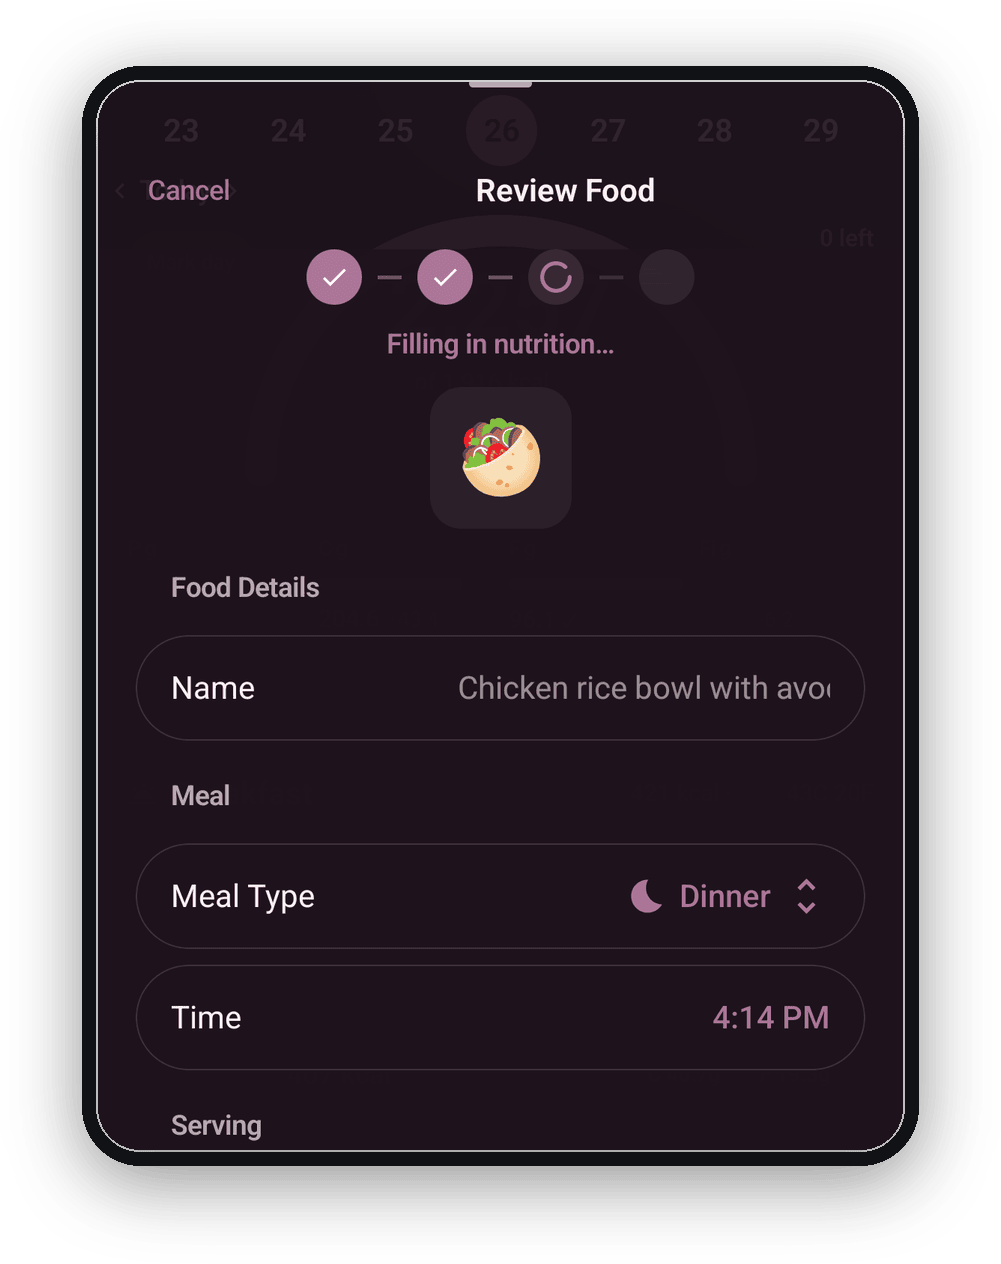 23 24 25 26 27 28 29
Cancel
Review Food
0 left
Filling in nutrition...
Food Details
Name Chicken rice bowl with avo
Meal
Meal Type Dinner
Time 4:14 PM
Serving